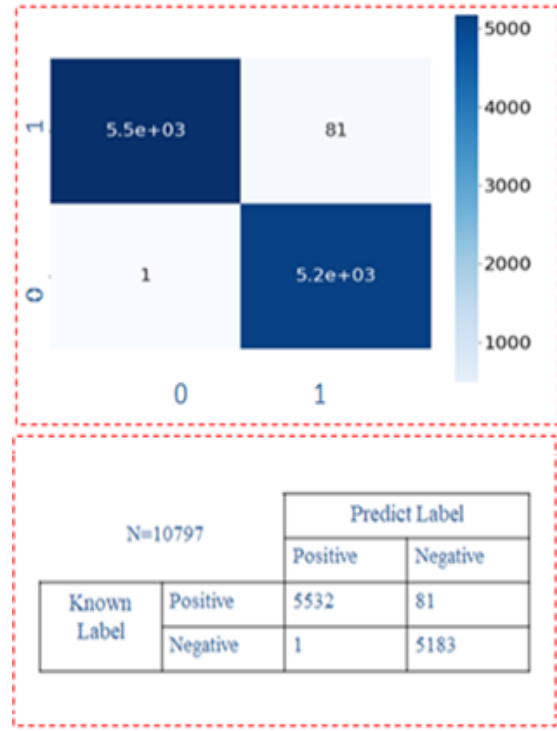 5000
5.5e+03 81
4000
1
3000
1 5.2e+03
2000
0
1000
0 1
Predict Label
N=10797
Positive Negative
Known Label Positive 5532 81
Negative 1 5183